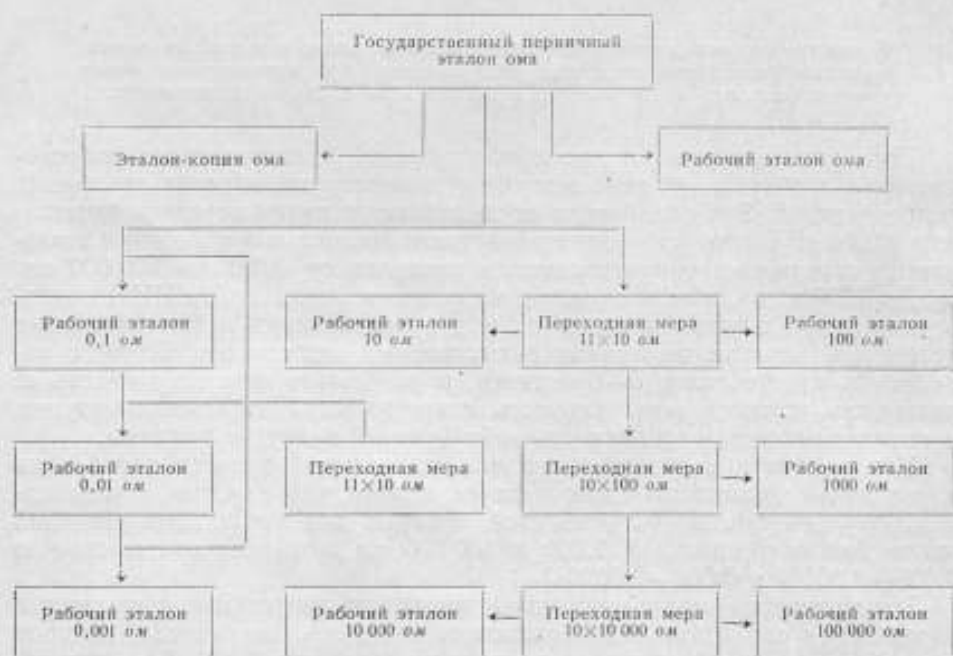 Государственный первичный
эталон ома
Эталон-копия ома
Рабочий эталон ома
Рабочий эталон
0,1 ом
Рабочий эталон
10 ом
Переходная мера
11×10 ом
Рабочий эталон
100 ом
Рабочий эталон
0,01 ом
Переходная мера
11×10 ом
Переходная мера
10×100 ом
Рабочий эталон
1000 ом
Рабочий эталон
0,001 ом
Рабочий эталон
10 000 ом
Переходная мера
10×10 000 ом
Рабочий эталон
100 000 ом